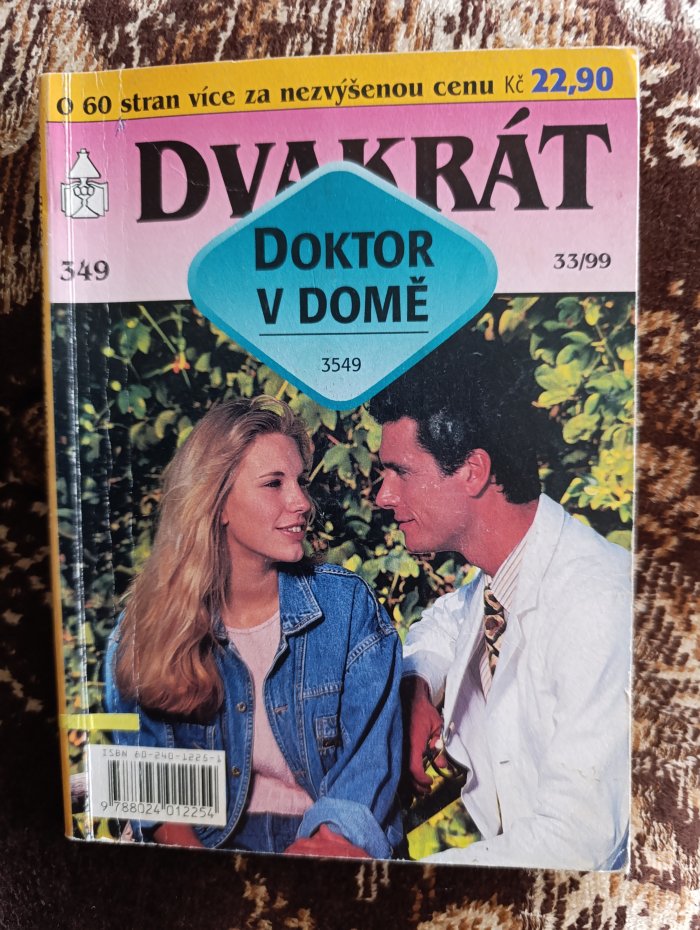 O 60 stran více za nezvýšenou cenu Kč 22,90
DVAKRÁT
349
33/99
DOKTOR
V DOMĚ
3549
ISBN 80-240-1225-1
9 788024 012254